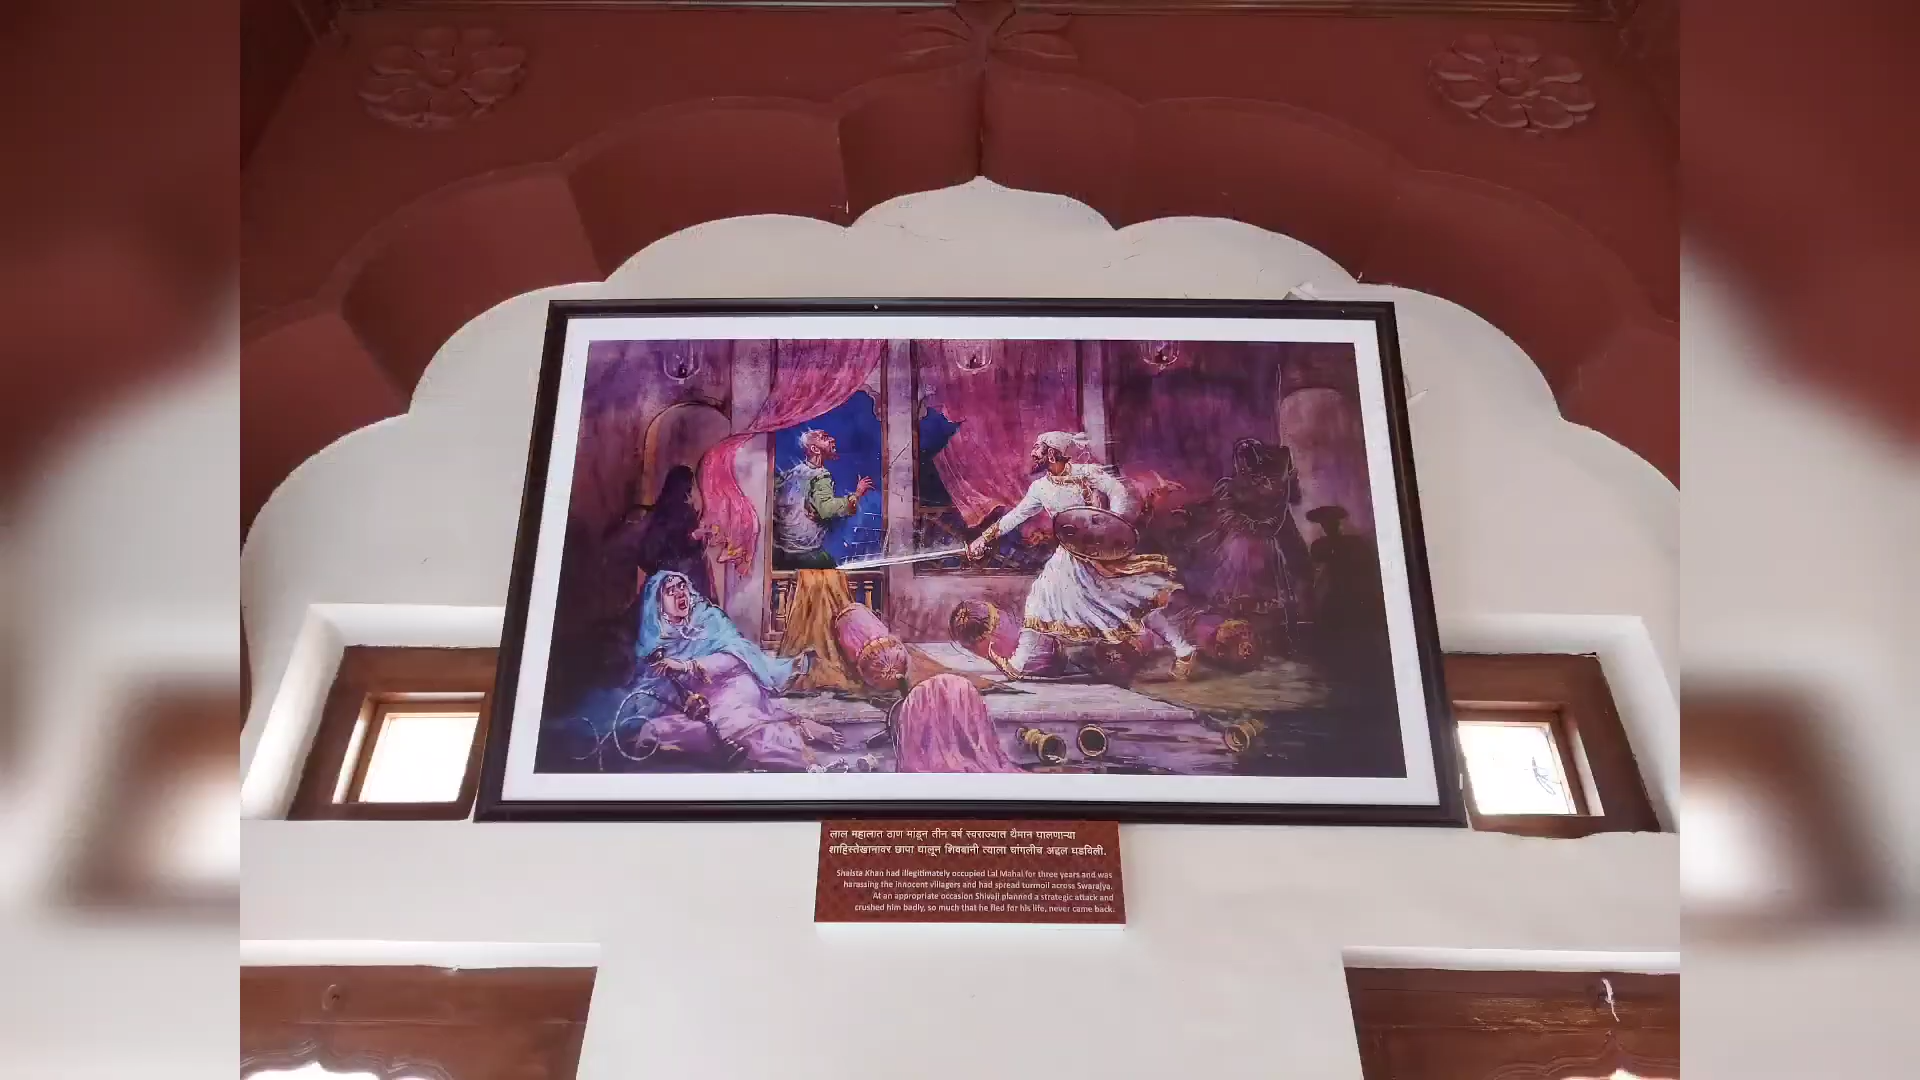 लाल महालात ठाण मांडून तीन वर्ष स्वराज्यात थैमान घालणाऱ्या
शाहिस्तेखानावर छापा घालून शिवबांनी त्याला चांगलीच अद्दल घडविली.
Shaista Khan had illegitimately occupied Lal Mahal for three years and was
harassing the innocent villagers and had spread turmoil across Swarajya.
At an appropriate occasion Shivaji planned a strategic attack and
crushed him badly, so much that he fled for his life, never came back.